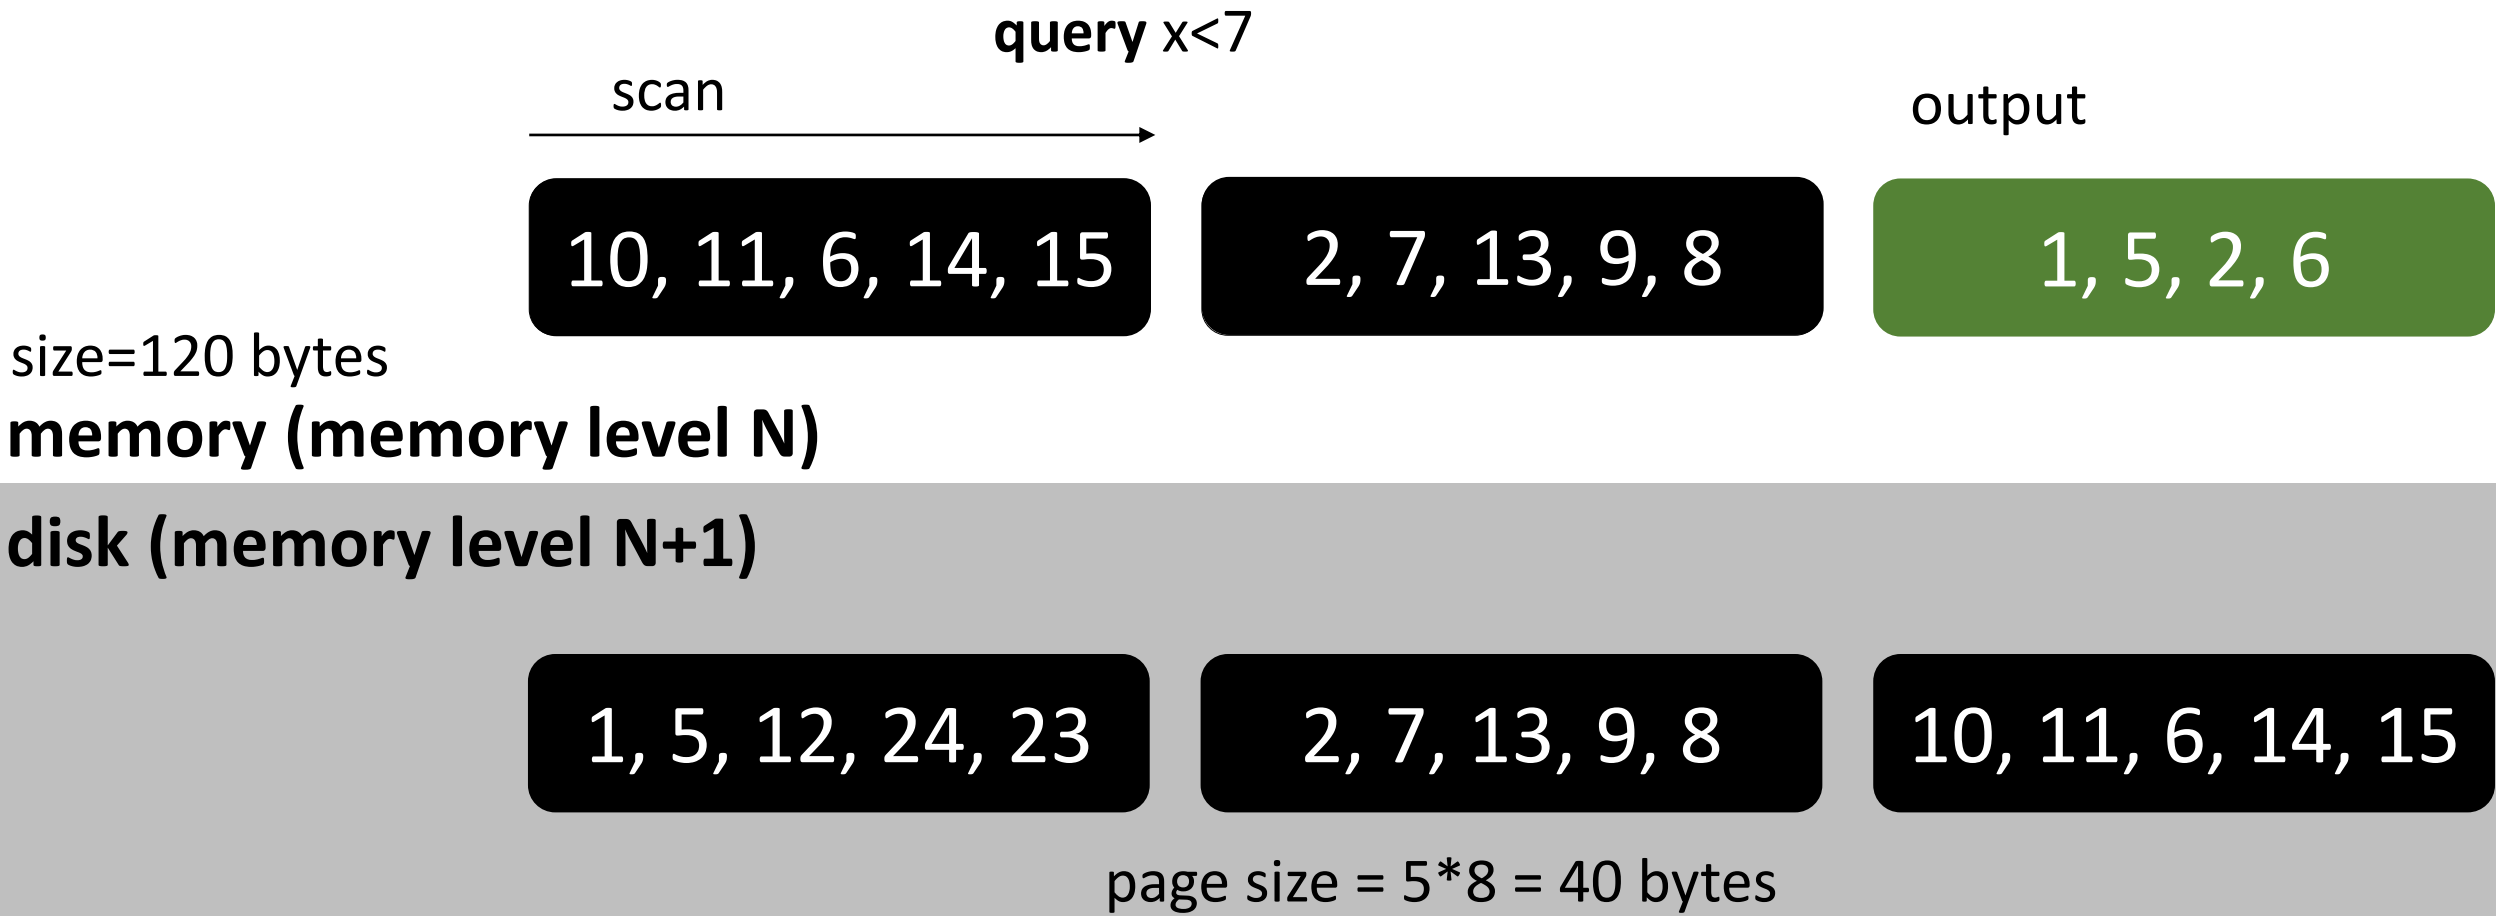 query x<7
scan
output
10, 11, 6, 14, 15
2, 7, 13, 9, 8
1, 5, 2, 6
size=120 bytes
memory (memory level N)
disk (memory level N+1)
1, 5, 12, 24, 23
2, 7, 13, 9, 8
10, 11, 6, 14, 15
page size = 5*8 = 40 bytes